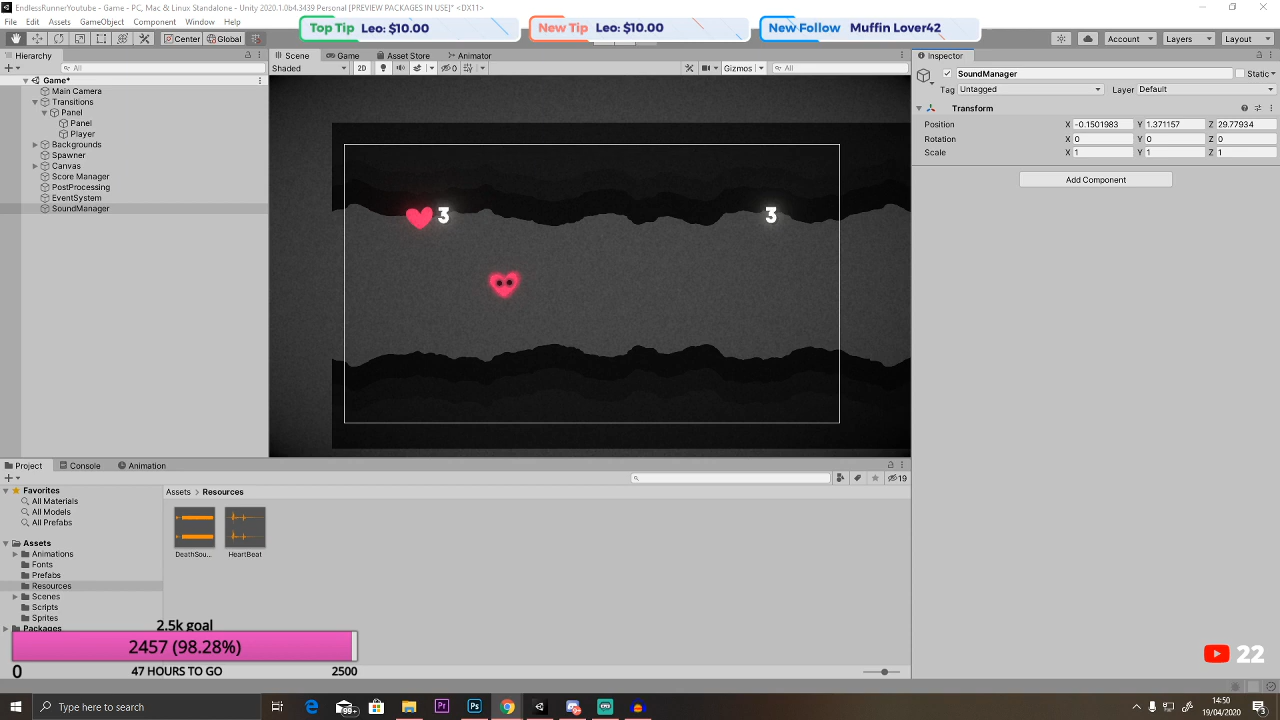 EndlessRunnerYoutube - Game - PC, Mac & Linux Standalone - Unity 2020.1.0b4.3439 Personal [PREVIEW PACKAGES IN USE]* <DX11>
File Edit Assets GameObject Component Window Help
Top Tip Leo: $10.00
New Tip Leo: $10.00
New Follow Muffin Lover42
Center Global
Account Layers Layout
Hierarchy
All
Game*
Main Camera
Transitions
Panel
Panel
Player
Backgrounds
Spawner
Canvas
Score Manager
PostProcessing
EventSystem
SoundManager
Scene Game Asset Store Animator
Shaded 2D 0 Gizmos All
3
3
Inspector
SoundManager Static
Tag Untagged Layer Default
Transform
Position X -0.1501983 Y 1.371157 Z 29.77934
Rotation X 0 Y 0 Z 0
Scale X 1 Y 1 Z 1
Add Component
Project Console Animation
19
Favorites
All Materials
All Models
All Prefabs
Assets
Animations
Fonts
Prefabs
Resources
Scenes
Scripts
Sprites
Packages
Assets > Resources
DeathSou...
HeartBeat
2.5k goal
2457 (98.28%)
0 47 HOURS TO GO 2500
22
Type here to search
99+
Pr
Ps
14:50
19/04/2020